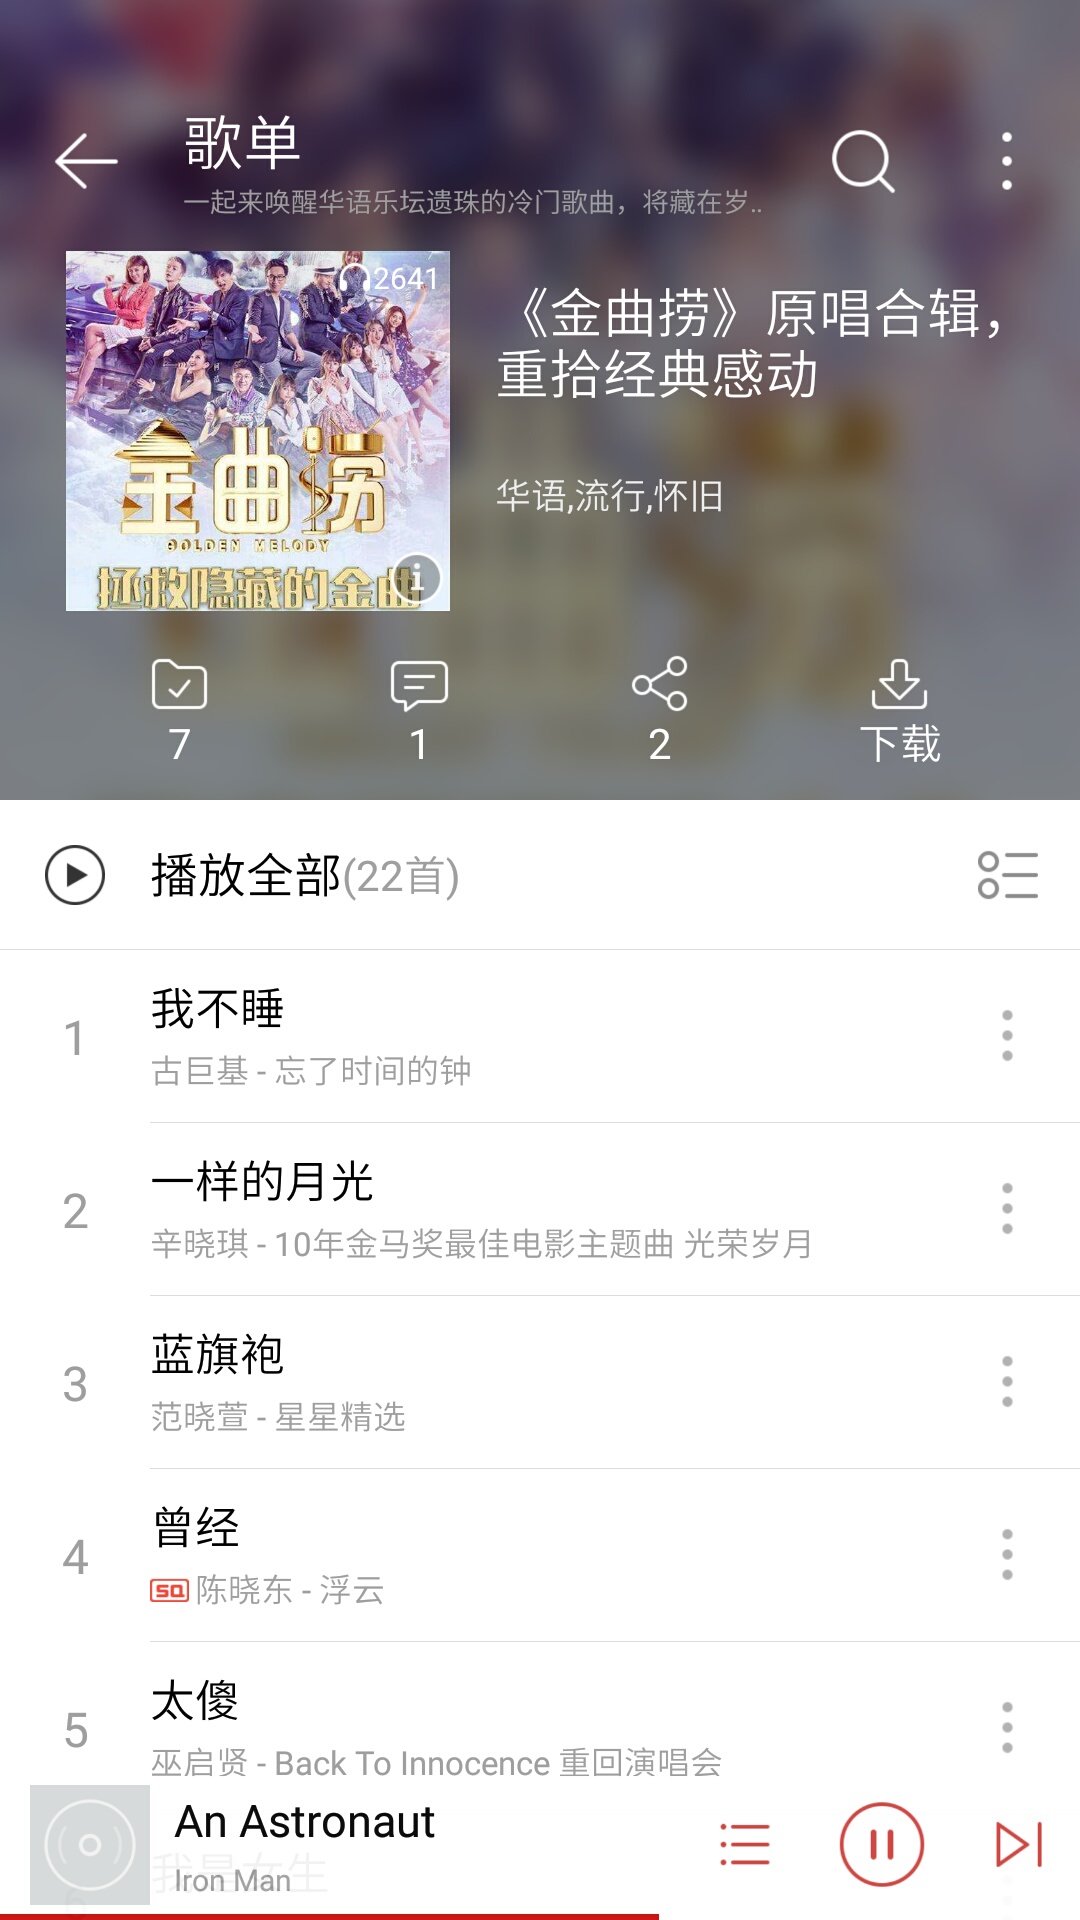 歌单
一起来唤醒华语乐坛遗珠的冷门歌曲，将藏在岁..
2641
金曲捞
GOLDEN MELODY
拯救隐藏的金曲
《金曲捞》原唱合辑，
重拾经典感动
华语,流行,怀旧
7
1
2
下载
播放全部(22首)
1
我不睡
古巨基 - 忘了时间的钟
2
一样的月光
辛晓琪 - 10年金马奖最佳电影主题曲 光荣岁月
3
蓝旗袍
范晓萱 - 星星精选
4
曾经
SQ 陈晓东 - 浮云
5
太傻
巫启贤 - Back To Innocence 重回演唱会
An Astronaut
Iron Man
6
我是女生